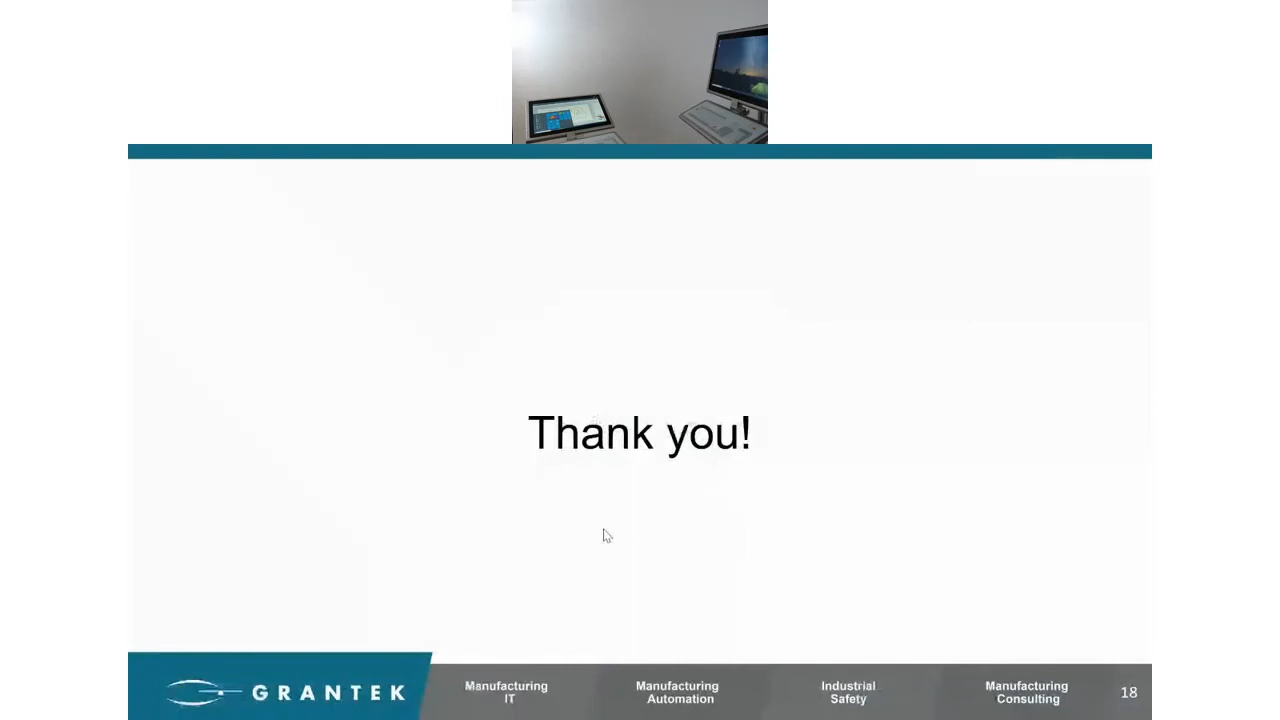 Thank you!
GRANTEK
Manufacturing
IT
Manufacturing
Automation
Industrial
Safety
Manufacturing
Consulting
18